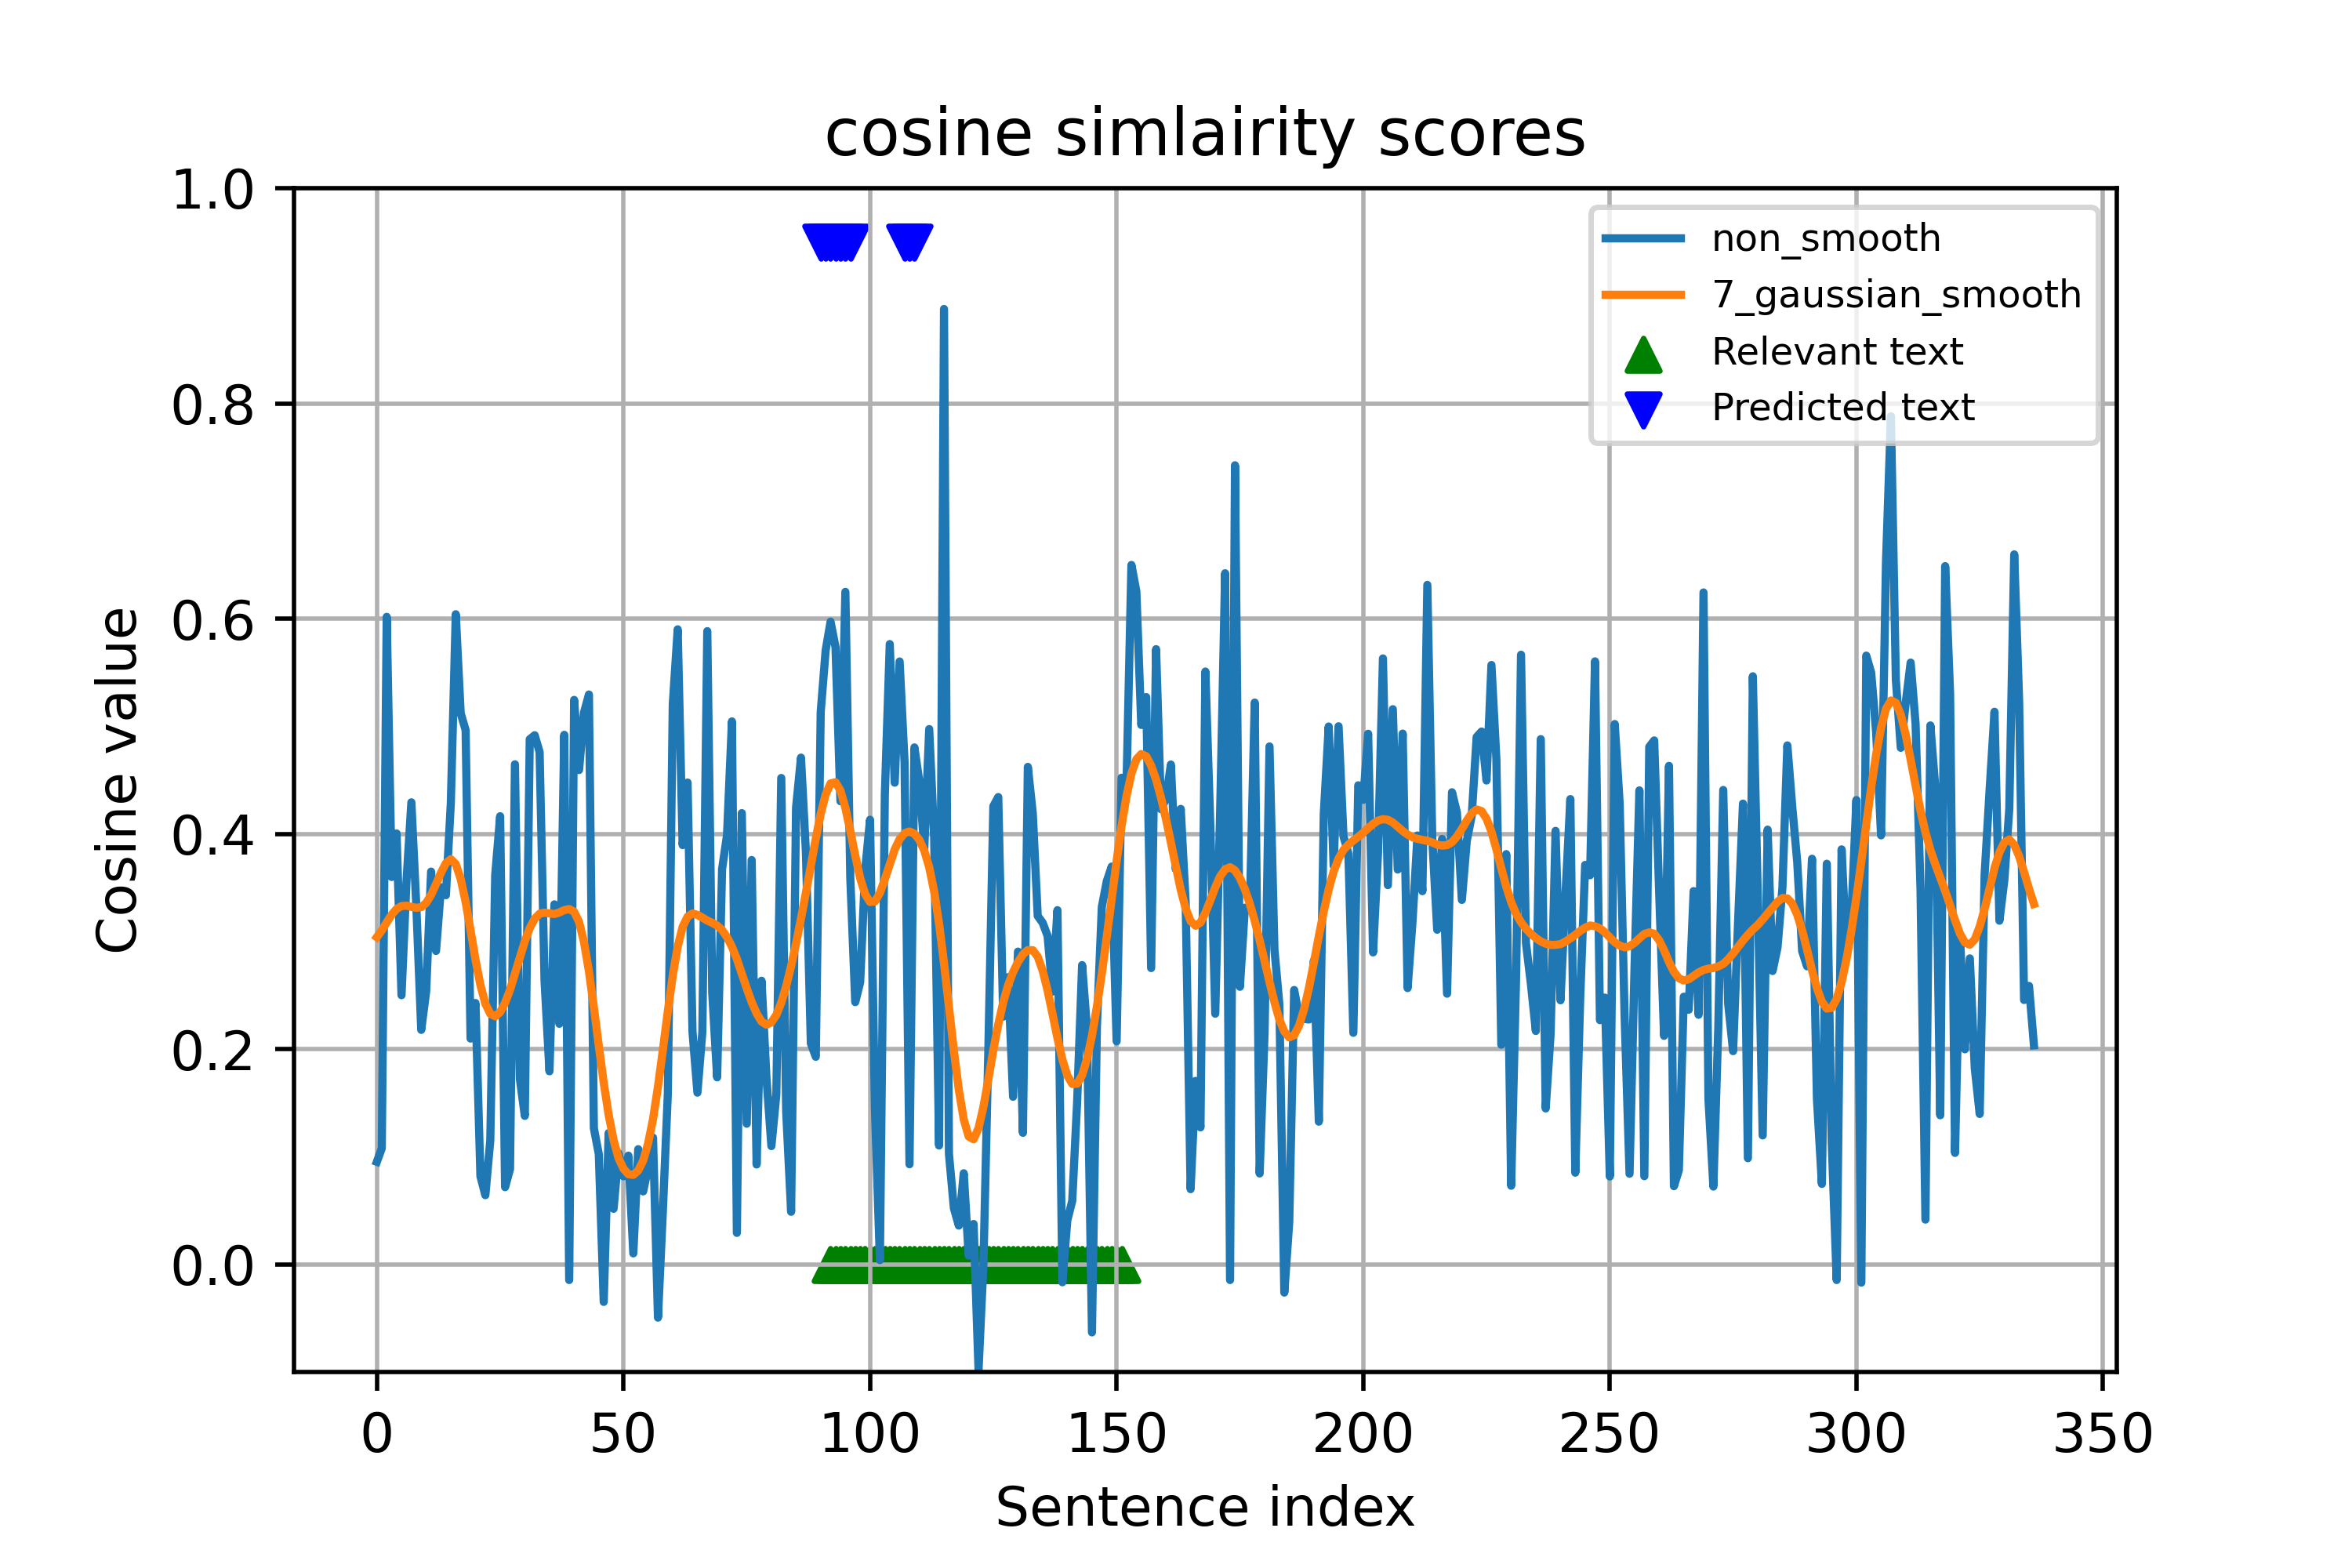 cosine simlairity scores
1.0
0.8
0.6
0.4
0.2
0.0
Cosine value
non_smooth
7_gaussian_smooth
Relevant text
Predicted text
0 50 100 150 200 250 300 350
Sentence index